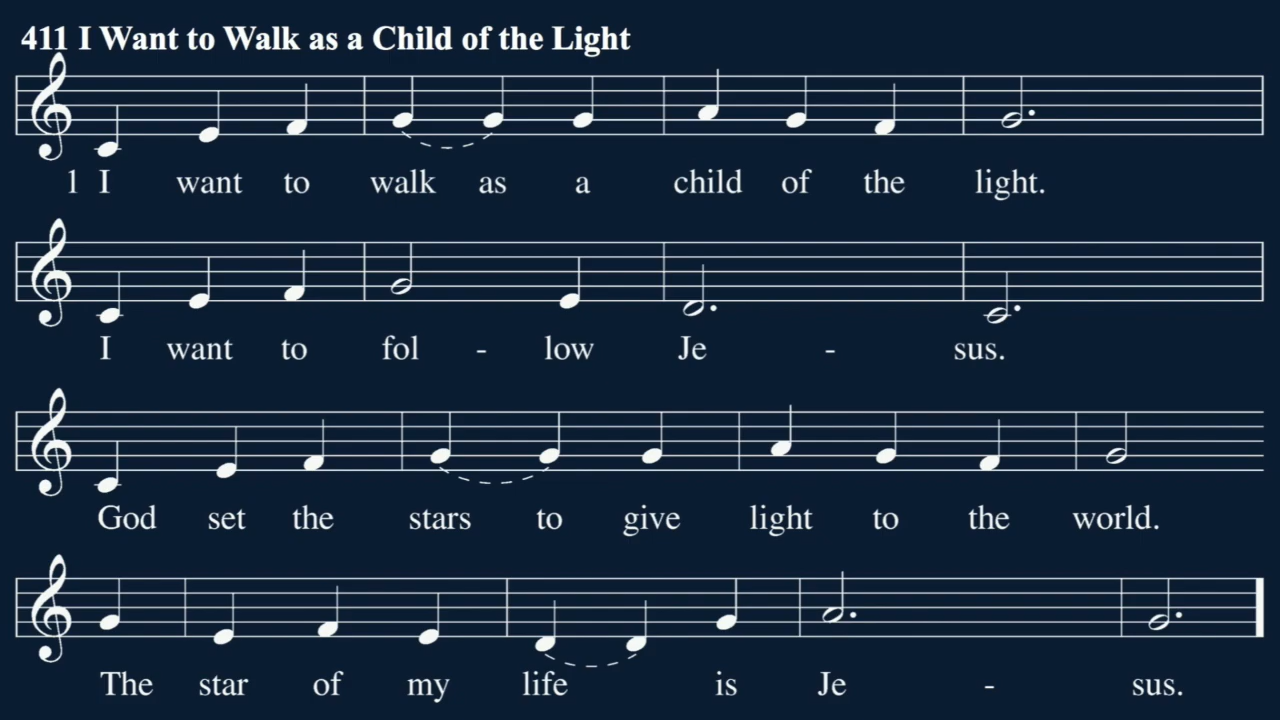 411 I Want to Walk as a Child of the Light
1 I want to walk as a child of the light.
I want to fol - low Je - sus.
God set the stars to give light to the world.
The star of my life is Je - sus.